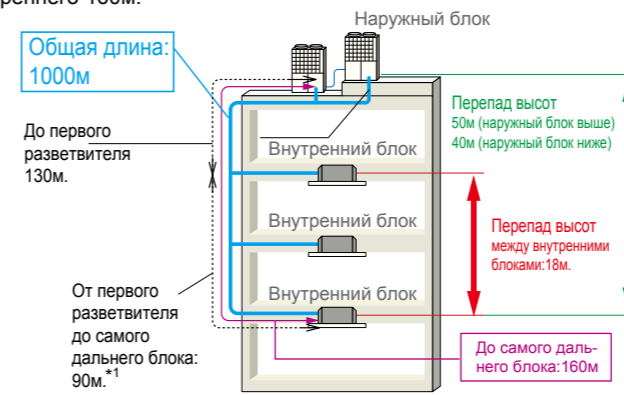 Наружный блок
Общая длина:
1000м
Перепад высот
50м (наружный блок выше)
40м (наружный блок ниже)
До первого
разветвителя
130м.
Внутренний блок
Внутренний блок
Перепад высот
между внутренними
блоками:18м.
Внутренний блок
От первого
разветвителя
до самого
дальнего блока:
90м.*1
До самого даль-
него блока:160м